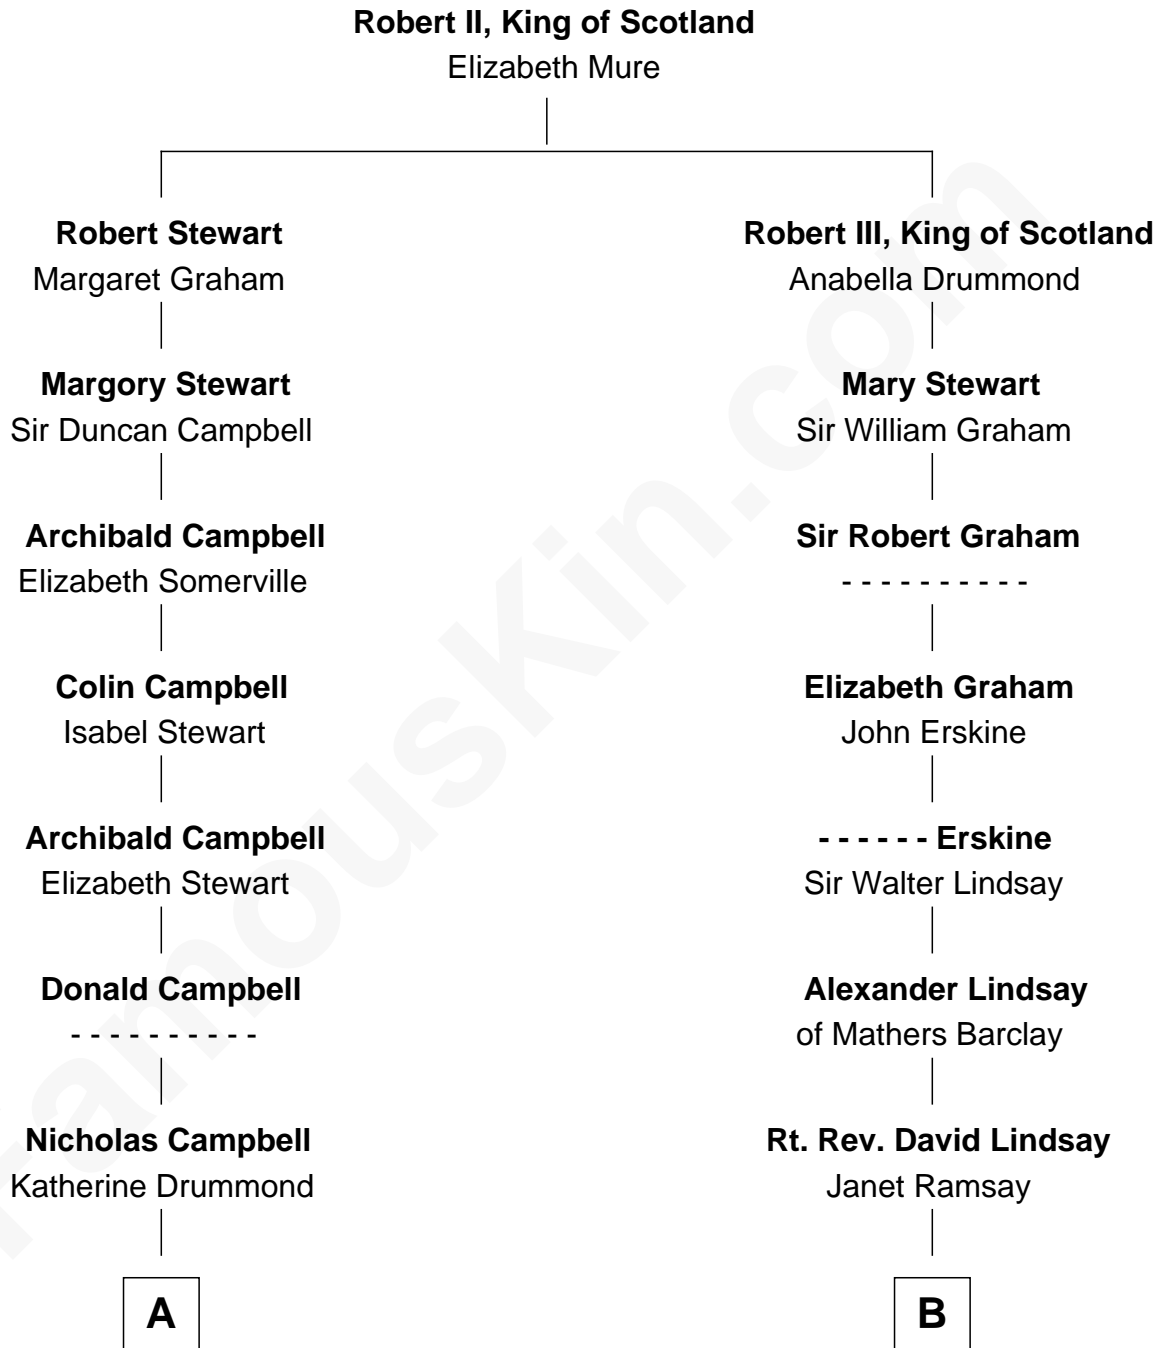 Robert II, King of Scotland
Elizabeth Mure
Robert Stewart
Margaret Graham
Robert III, King of Scotland
Anabella Drummond
Margory Stewart
Sir Duncan Campbell
Mary Stewart
Sir William Graham
Archibald Campbell
Elizabeth Somerville
Sir Robert Graham
- - - - - - - - - -
Colin Campbell
Isabel Stewart
Elizabeth Graham
John Erskine
Archibald Campbell
Elizabeth Stewart
- - - - - - Erskine
Sir Walter Lindsay
Donald Campbell
- - - - - - - - - -
Alexander Lindsay
of Mathers Barclay
Nicholas Campbell
Katherine Drummond
Rt. Rev. David Lindsay
Janet Ramsay
A
B
FamousKin.com